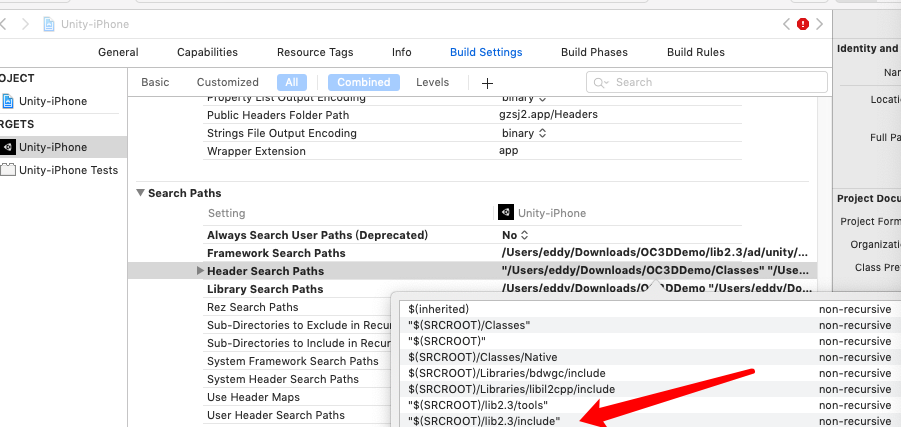 Unity-iPhone
General Capabilities Resource Tags Info Build Settings Build Phases Build Rules
Identity and
Basic Customized All Combined Levels + Search
Unity-iPhone
Unity-iPhone
Unity-iPhone Tests
Property List Output Encoding binary
Public Headers Folder Path gzsj2.app/Headers
Strings File Output Encoding binary
Wrapper Extension app
Search Paths
Setting Unity-iPhone
Always Search User Paths (Deprecated) No
Framework Search Paths /Users/eddy/Downloads/OC3DDemo/lib2.3/ad/unity/...
Header Search Paths "/Users/eddy/Downloads/OC3DDemo/Classes" "/Use...
Library Search Paths /Users/eddy/Downloads/OC3DDemo "/Users/eddy/Do...
Rez Search Paths
Sub-Directories to Exclude in Recur
Sub-Directories to Include in Recur
System Framework Search Paths
System Header Search Paths
Use Header Maps
User Header Search Paths
$(inherited) non-recursive
"$(SRCROOT)/Classes" non-recursive
"$(SRCROOT)" non-recursive
$(SRCROOT)/Classes/Native non-recursive
$(SRCROOT)/Libraries/bdwgc/include non-recursive
$(SRCROOT)/Libraries/libil2cpp/include non-recursive
"$(SRCROOT)/lib2.3/tools" non-recursive
"$(SRCROOT)/lib2.3/include" non-recursive
Locatio
Full Pa
Project Docu
Project Form
Organizatio
Class Pref